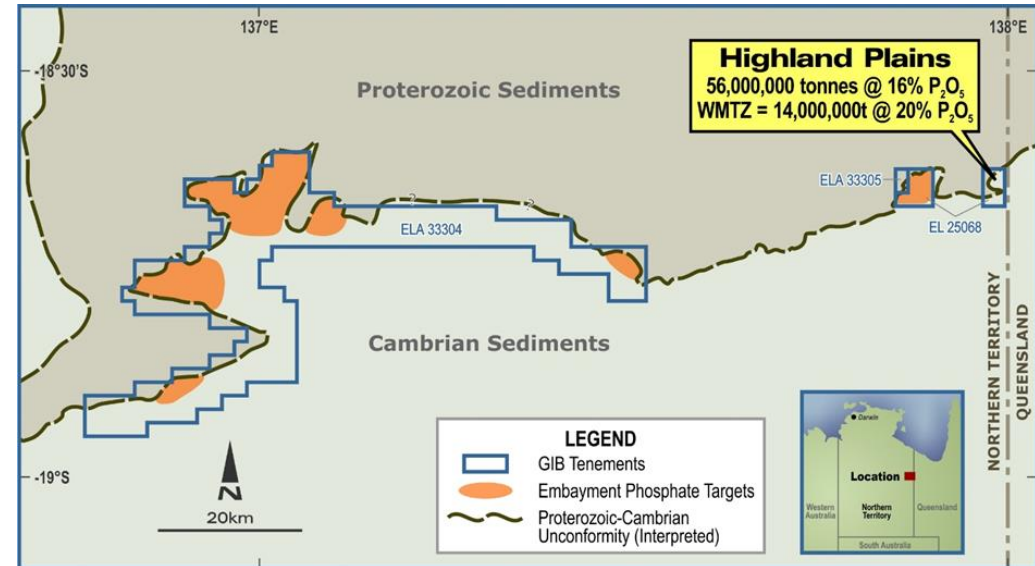 137°E
138°E
-18°30'S
Highland Plains
56,000,000 tonnes @ 16% P₂O₅
WMTZ = 14,000,000t @ 20% P₂O₅
Proterozoic Sediments
ELA 33305
?
?
ELA 33304
EL 25068
Cambrian Sediments
NORTHERN TERRITORY
QUEENSLAND
-19°S
N
20km
LEGEND
GIB Tenements
Embayment Phosphate Targets
Proterozoic-Cambrian
Unconformity (Interpreted)
Darwin
Location
Western
Australia
Northern
Territory
Queensland
South Australia